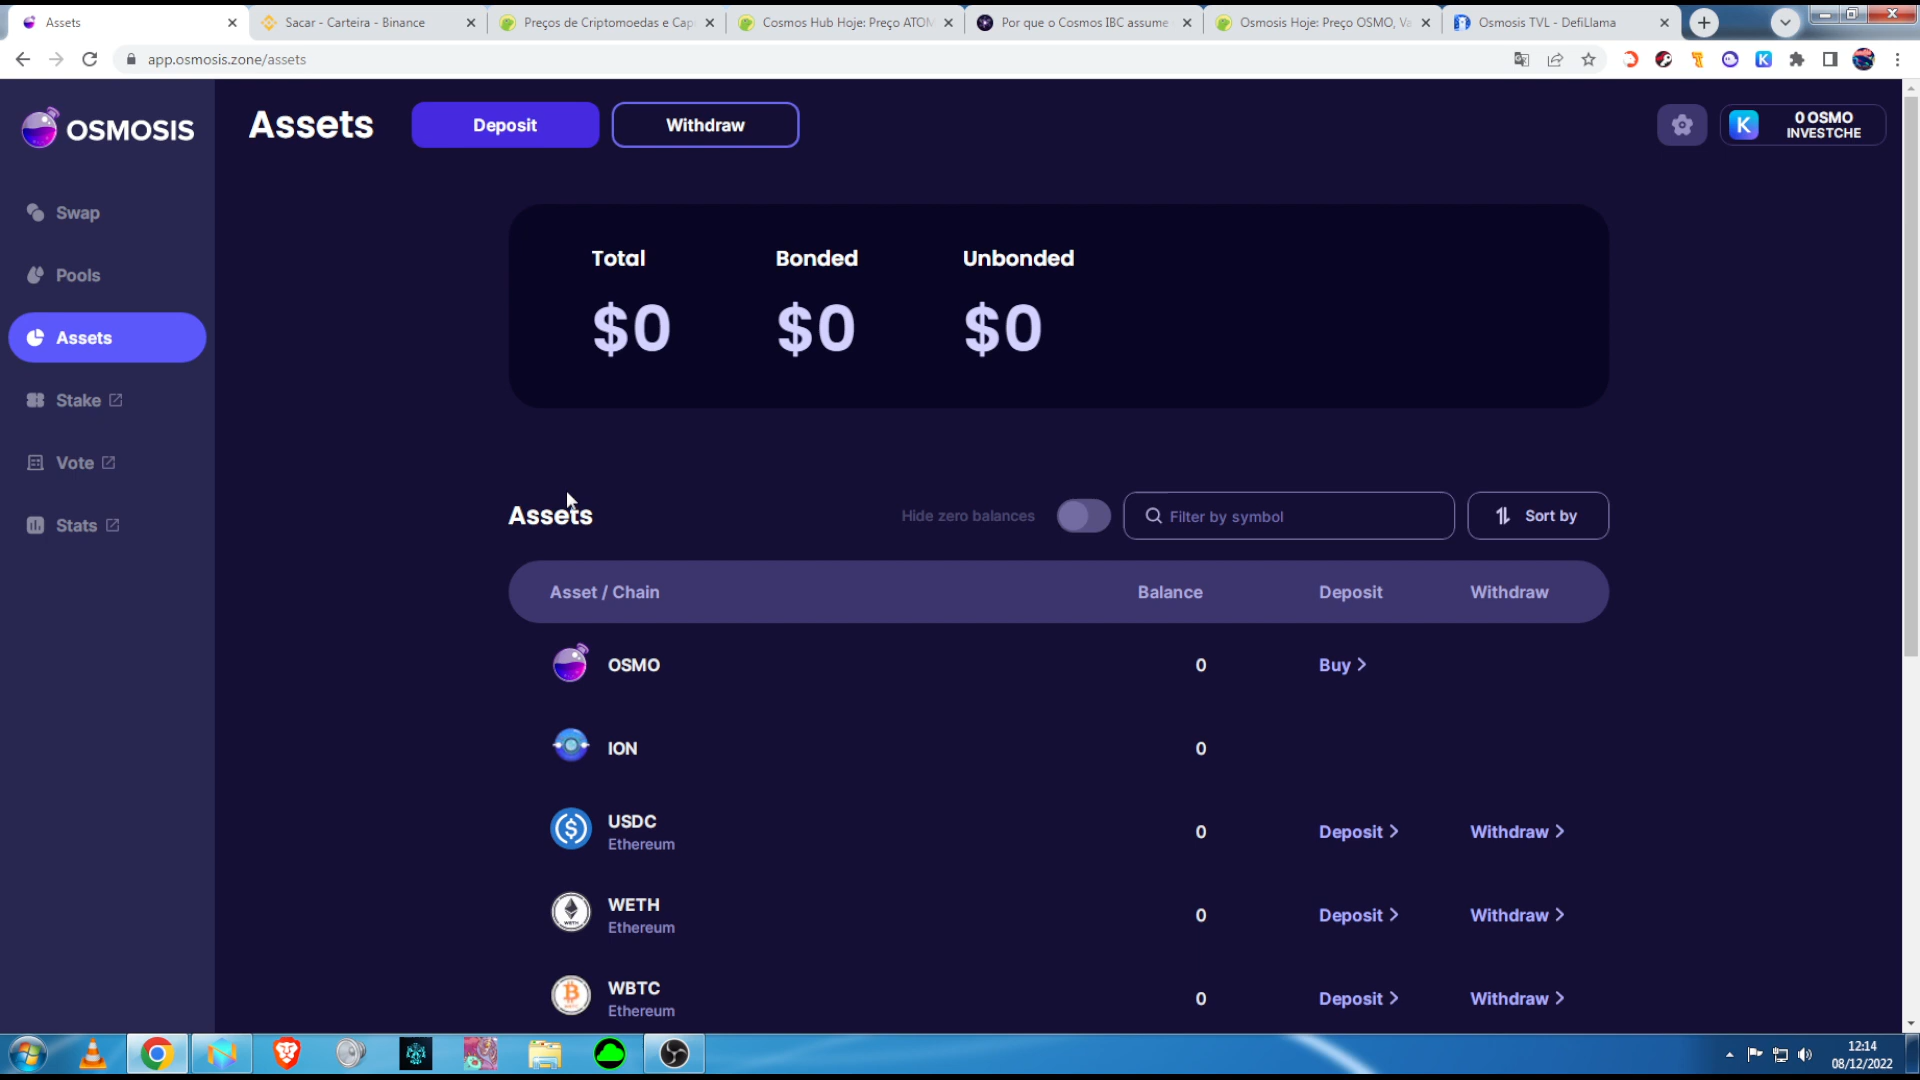 Assets
Sacar - Carteira - Binance
Preços de Criptomoedas e Cap
Cosmos Hub Hoje: Preço ATOM
Por que o Cosmos IBC assume
Osmosis Hoje: Preço OSMO, Va
Osmosis TVL - DefiLlama
app.osmosis.zone/assets
OSMOSIS
Assets
Deposit
Withdraw
K
0 OSMO
INVESTCHE
Swap
Pools
Assets
Stake
Vote
Stats
Total
Bonded
Unbonded
$0
$0
$0
Assets
Hide zero balances
Filter by symbol
Sort by
Asset / Chain
Balance
Deposit
Withdraw
OSMO
0
Buy >
ION
0
USDC
Ethereum
0
Deposit >
Withdraw >
WETH
Ethereum
0
Deposit >
Withdraw >
WBTC
Ethereum
0
Deposit >
Withdraw >
12:14
08/12/2022